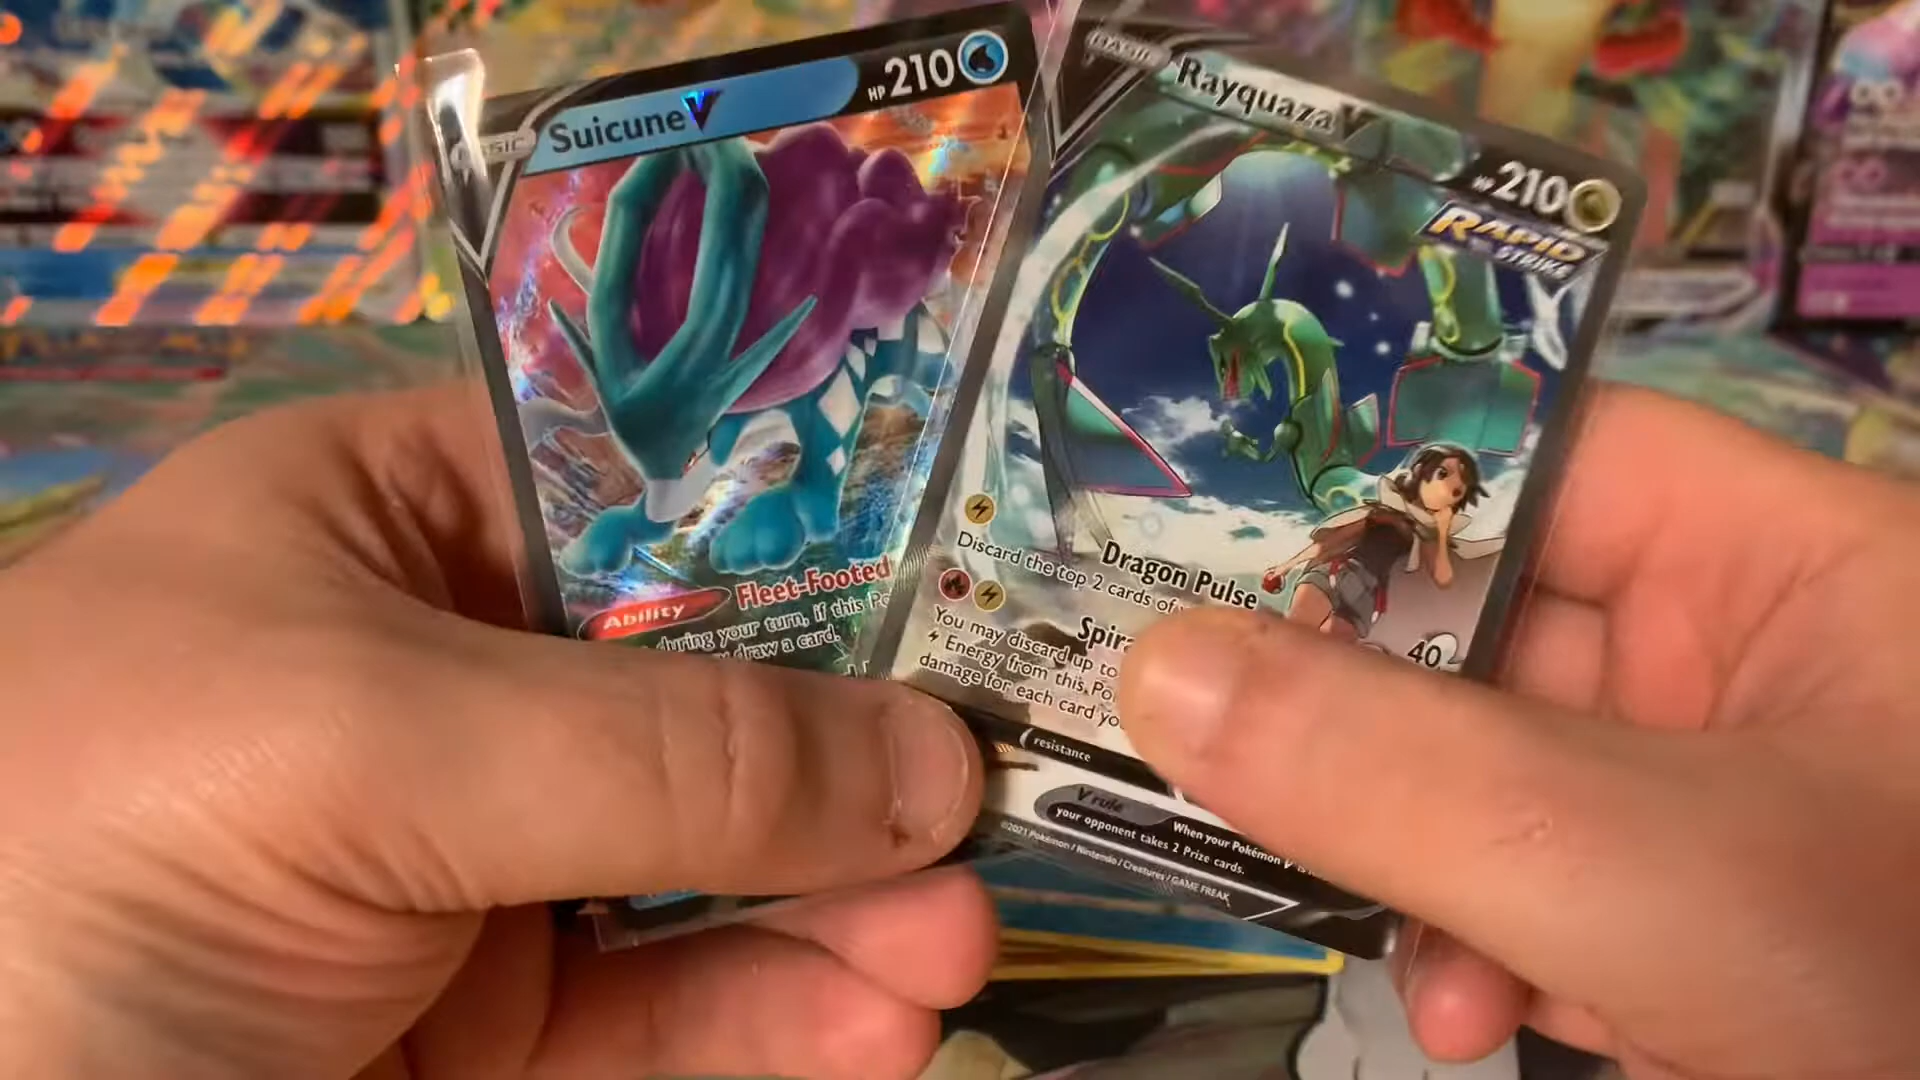 BASIC
Suicune V
HP 210
Ability
Fleet-Footed
during your turn, if this
draw a card.
BASIC
Rayquaza V
HP 210
RAPID
STRIKE
Dragon Pulse
40
Discard the top 2 cards of
You may discard up to
Energy from this
damage for each card
resistance
V rule
When your Pokémon V is
your opponent takes 2 Prize cards.
©2021 Pokémon / Nintendo / Creatures / GAME FREAK